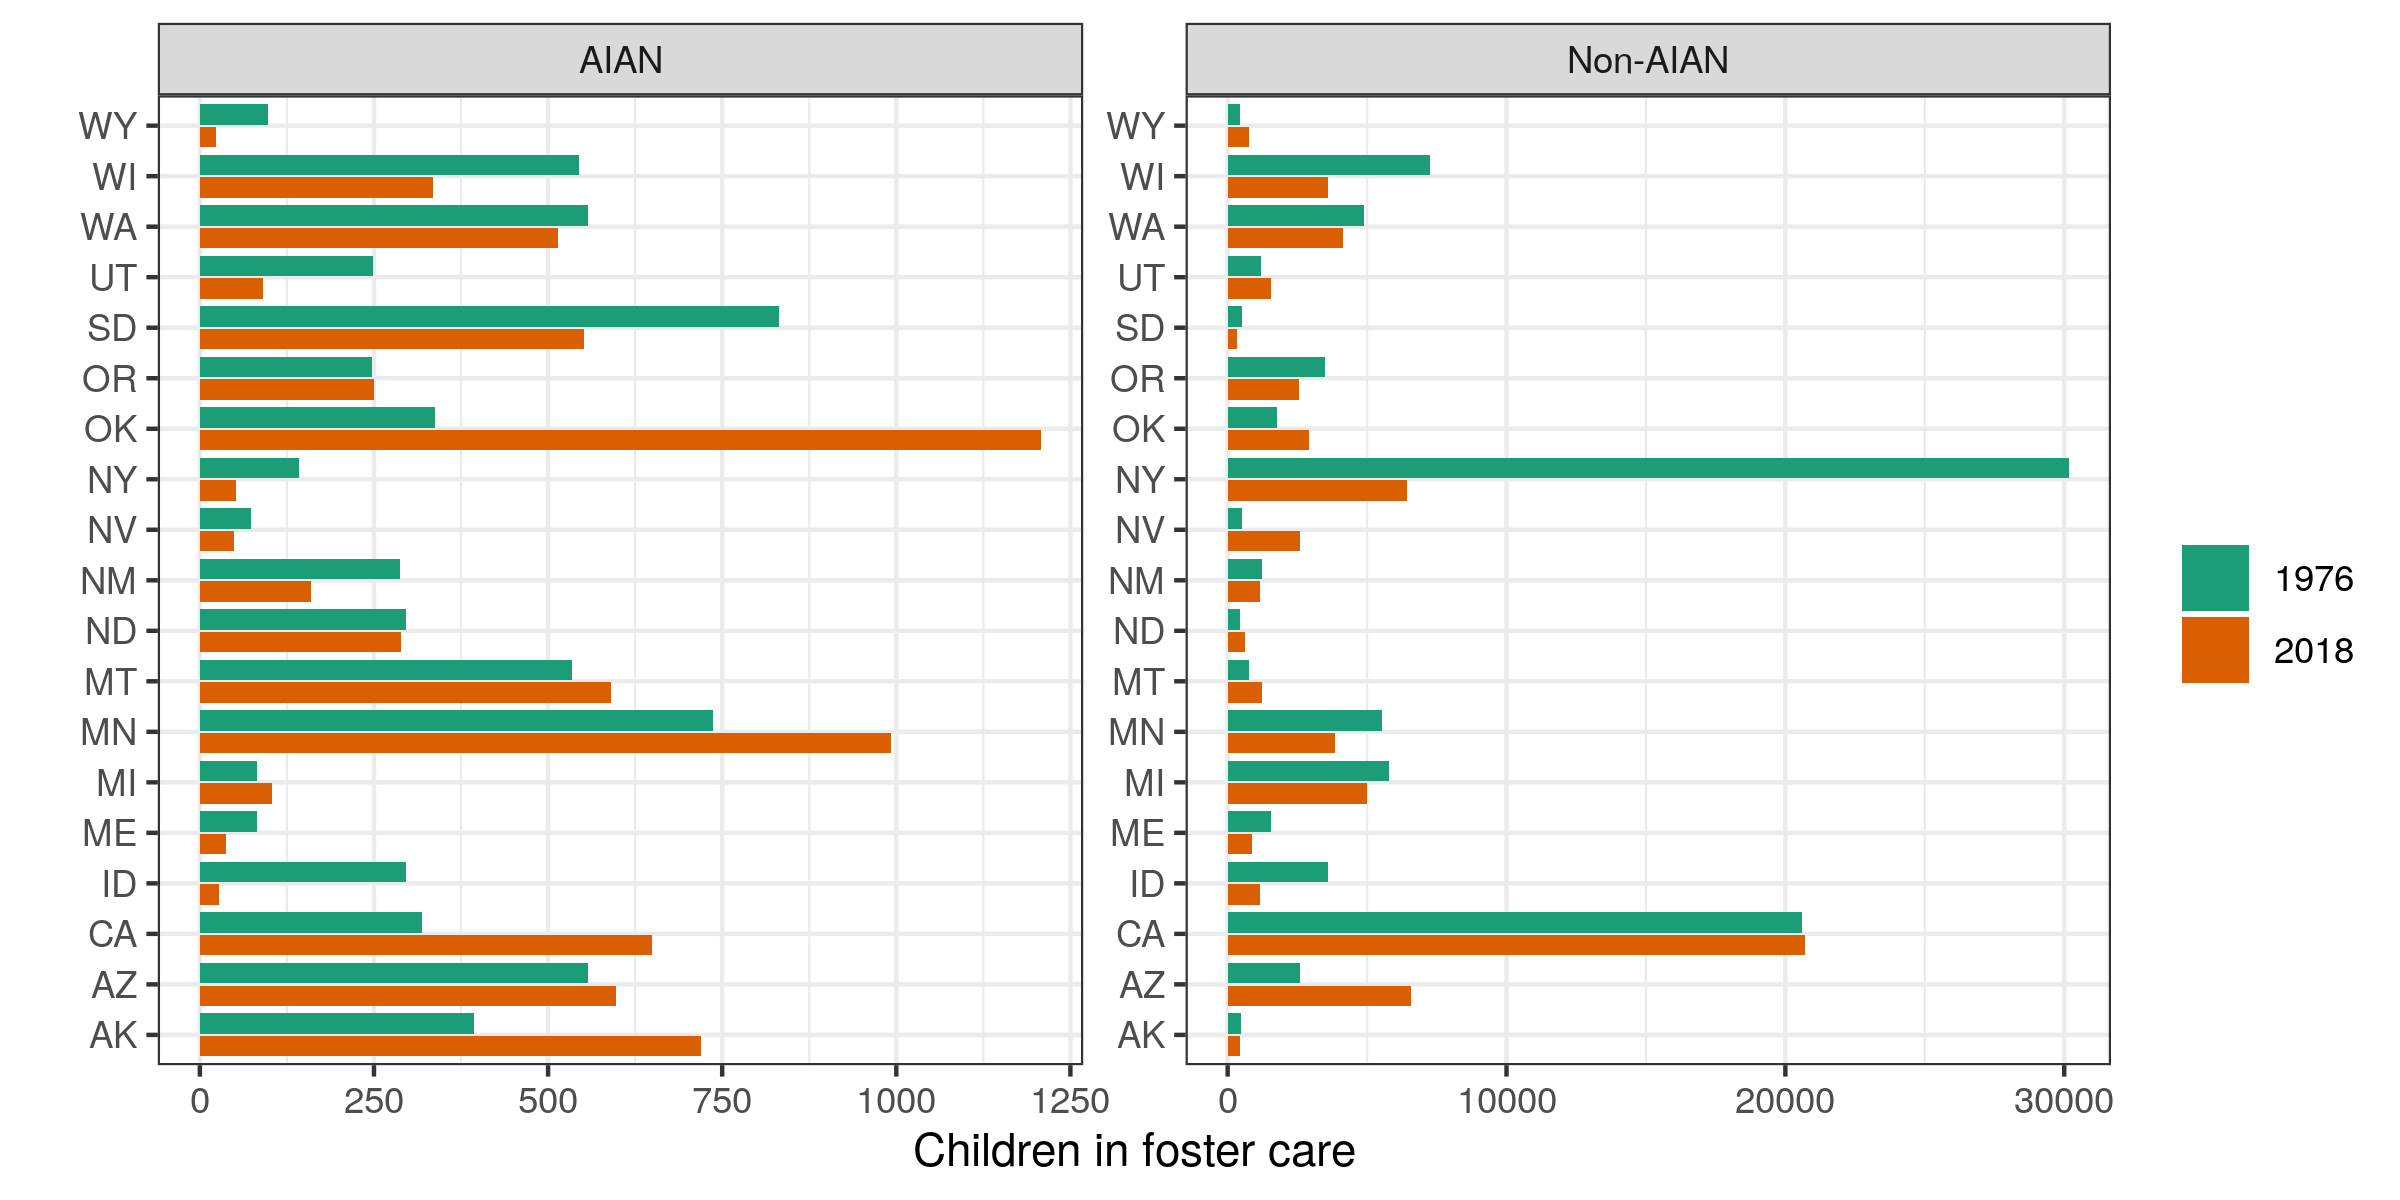 AIAN
Non-AIAN
WY
WI
WA
UT
SD
OR
OK
NY
NV
NM
ND
MT
MN
MI
ME
ID
CA
AZ
AK
0 250 500 750 1000 1250
WY
WI
WA
UT
SD
OR
OK
NY
NV
NM
ND
MT
MN
MI
ME
ID
CA
AZ
AK
0 10000 20000 30000
Children in foster care
1976
2018